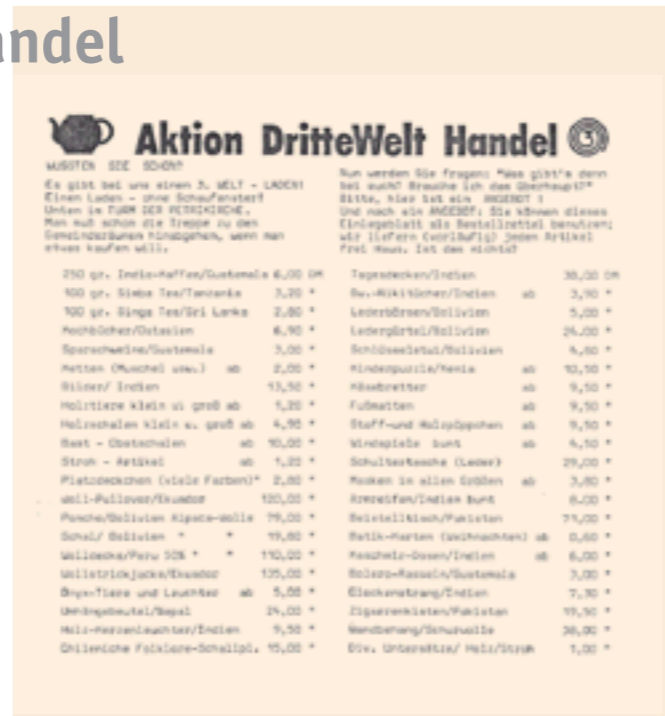 andel
Aktion DritteWelt Handel 3
WUSSTEN SIE SCHON?
Es gibt bei uns einen 3. WELT - LADEN!
Einen Laden - ohne Schaufenster!
Unten im TURM DER PETRIKIRCHE.
Man muß schon die Treppe zu den
Gemeinderäumen hinabgehen, wenn man
etwas kaufen will.
Nun werden Sie fragen: "Was gibt's denn
bei euch? Brauche ich das überhaupt?"
Bitte, hier ist ein ANGEBOT !
Und noch ein ANGEBOT: Sie können dieses
Einlegeblatt als Bestellzettel benutzen;
wir liefern (vorläufig) jeden Artikel
frei Haus. Ist das nichts?
250 gr. Indio-Kaffee/Guatemala 6,00 DM
100 gr. Simba Tee/Tanzania 3,20 "
100 gr. Ginga Tee/Sri Lanka 2,80 "
Kochbücher/Ostasien 6,90 "
Sparschweine/Guatemala 3,00 "
Ketten (Muschel usw.) ab 2,00 "
Bilder/ Indien 13,50 "
Holztiere klein u. groß ab 1,20 "
Holzschalen klein u. groß ab 4,90 "
Bast - Obstschalen ab 10,00 "
Stroh - Artikel ab 1,20 "
Platzdeckchen (viele Farben)" 2,80 "
Woll-Pullover/Ekuador 120,00 "
Poncho/Bolivien Alpaca-Wolle 79,00 "
Schal/ Bolivien " " 19,80 "
Wolldecke/Peru 50% " " 110,00 "
Wollstrickjacke/Ekuador 135,00 "
Onyx-Tiere und Leuchter ab 5,00 "
Umhängebeutel/Nepal 24,00 "
Holz-Kerzenleuchter/Indien 9,50 "
Chilenische Folklore-Schallpl. 15,00 "
Tagesdecken/Indien 38,00 DM
Bw.-Nikitücher/Indien ab 3,90 "
Lederbörsen/Bolivien 5,00 "
Ledergürtel/Bolivien 24,00 "
Schlüsseletui/Bolivien 4,80 "
Kinderpuzzle/Kenia ab 10,50 "
Käsebretter ab 9,50 "
Fußmatten ab 9,50 "
Stoff-und Holzpüppchen ab 9,50 "
Windspiele bunt ab 4,50 "
Schultertasche (Leder) 29,00 "
Masken in allen Größen ab 3,80 "
Armreifen/Indien bunt 6,00 "
Beistelltisch/Pakistan 71,00 "
Batik-Karten (Weihnachten) ab 0,60 "
Kaschmir-Dosen/Indien ab 6,00 "
Bolero-Rasseln/Guatemala 3,00 "
Glockenstrang/Indien 7,30 "
Zigarrenkisten/Pakistan 19,50 "
Wandbehang/Schurwolle 38,00 "
Div. Untersätze/ Holz/Stroh 1,00 "